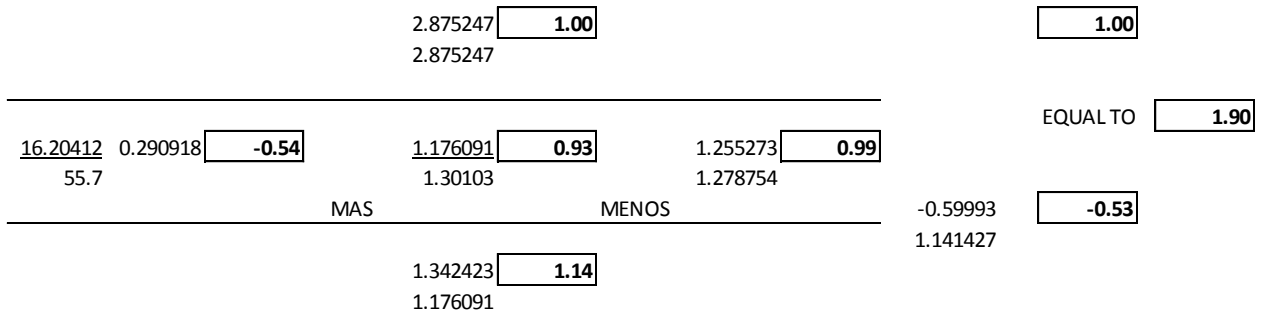 2.875247 1.00 1.00
2.875247
EQUAL TO 1.90
16.20412 0.290918 -0.54 1.176091 0.93 1.255273 0.99
55.7 1.30103 1.278754
MAS MENOS -0.59993 -0.53
1.141427
1.342423 1.14
1.176091